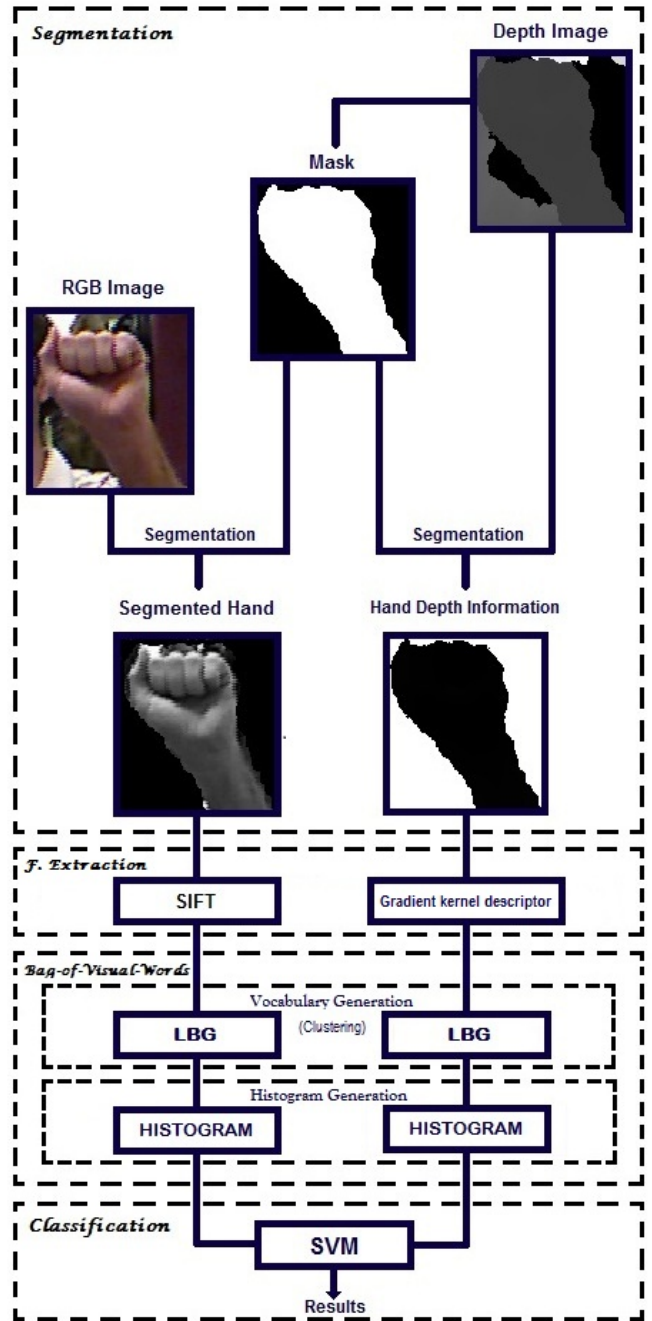 Segmentation
Depth Image
Mask
RGB Image
Segmentation
Segmentation
Segmented Hand
Hand Depth Information
F. Extraction
SIFT
Gradient kernel descriptor
Bag-of-Visual-Words
Vocabulary Generation
(Clustering)
LBG
LBG
Histogram Generation
HISTOGRAM
HISTOGRAM
Classification
SVM
Results